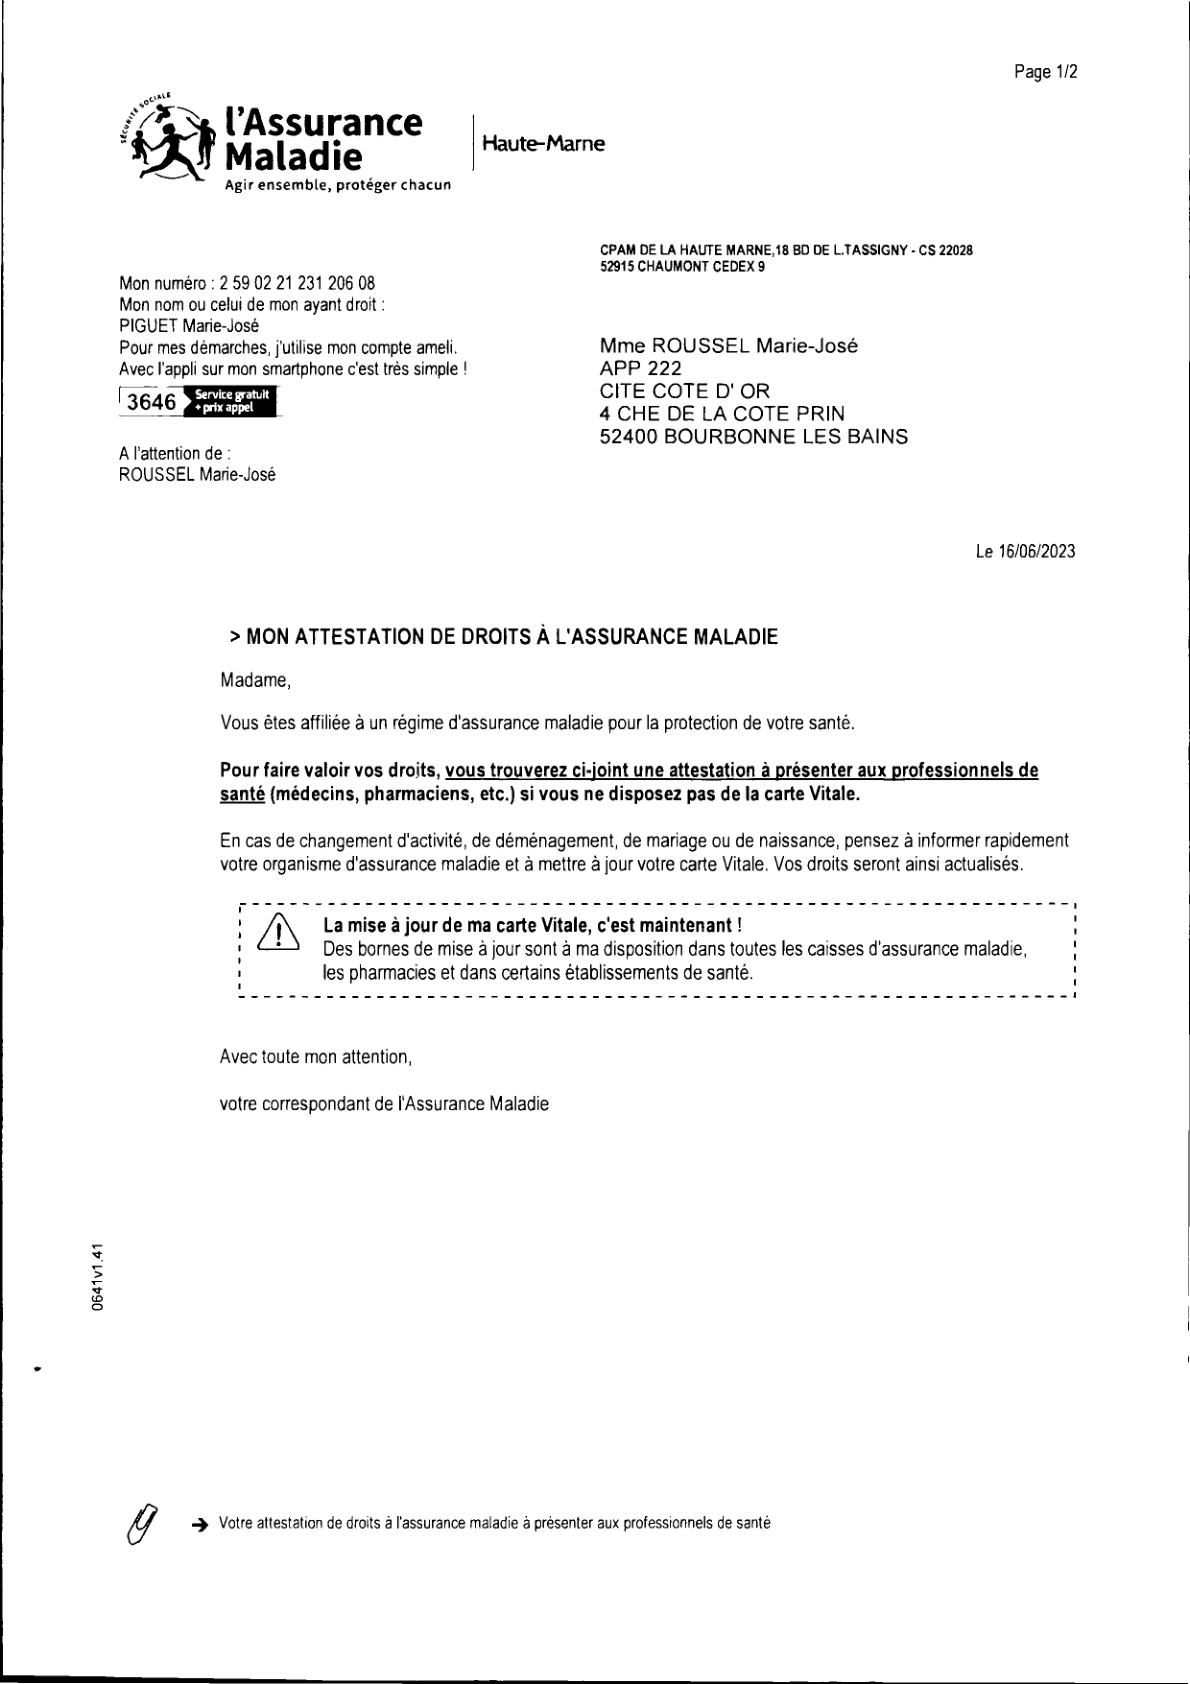 Page 1/2
SÉCURITÉ SOCIALE
l'Assurance
Maladie
Agir ensemble, protéger chacun
Haute-Marne
CPAM DE LA HAUTE MARNE,18 BD DE L.TASSIGNY - CS 22028
52915 CHAUMONT CEDEX 9
Mon numéro : 2 59 02 21 231 206 08
Mon nom ou celui de mon ayant droit :
PIGUET Marie-José
Pour mes démarches, j'utilise mon compte ameli.
Avec l'appli sur mon smartphone c'est très simple !
3646 Service gratuit
+ prix appel
A l'attention de :
ROUSSEL Marie-José
Mme ROUSSEL Marie-José
APP 222
CITE COTE D' OR
4 CHE DE LA COTE PRIN
52400 BOURBONNE LES BAINS
Le 16/06/2023
> MON ATTESTATION DE DROITS À L'ASSURANCE MALADIE
Madame,
Vous êtes affiliée à un régime d'assurance maladie pour la protection de votre santé.
Pour faire valoir vos droits, vous trouverez ci-joint une attestation à présenter aux professionnels de
santé (médecins, pharmaciens, etc.) si vous ne disposez pas de la carte Vitale.
En cas de changement d'activité, de déménagement, de mariage ou de naissance, pensez à informer rapidement
votre organisme d'assurance maladie et à mettre à jour votre carte Vitale. Vos droits seront ainsi actualisés.
La mise à jour de ma carte Vitale, c'est maintenant !
Des bornes de mise à jour sont à ma disposition dans toutes les caisses d'assurance maladie,
les pharmacies et dans certains établissements de santé.
Avec toute mon attention,
votre correspondant de l'Assurance Maladie
0641v1.41
➔ Votre attestation de droits à l'assurance maladie à présenter aux professionnels de santé